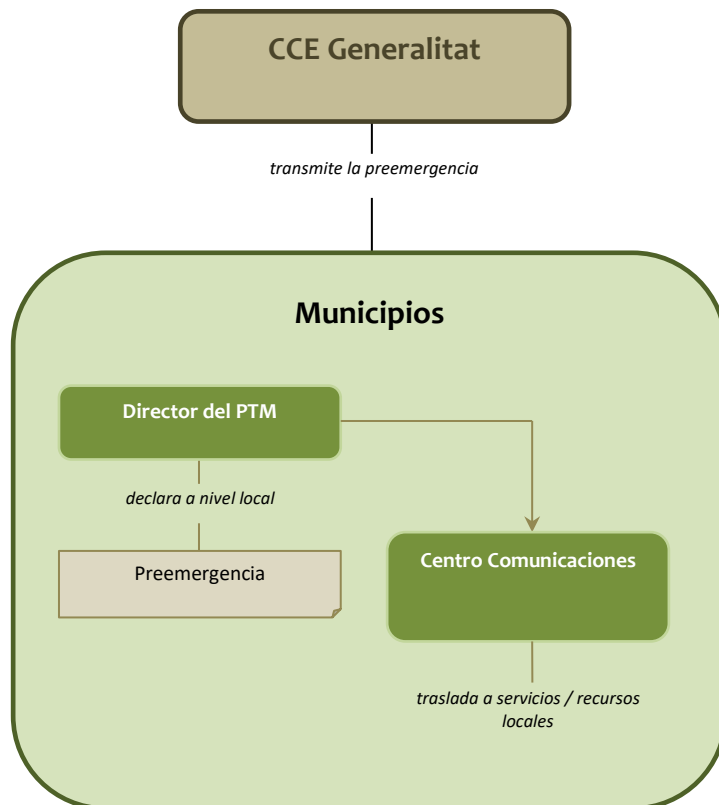 CCE Generalitat
transmite la preemergencia
Municipios
Director del PTM
declara a nivel local
Preemergencia
Centro Comunicaciones
traslada a servicios / recursos
locales